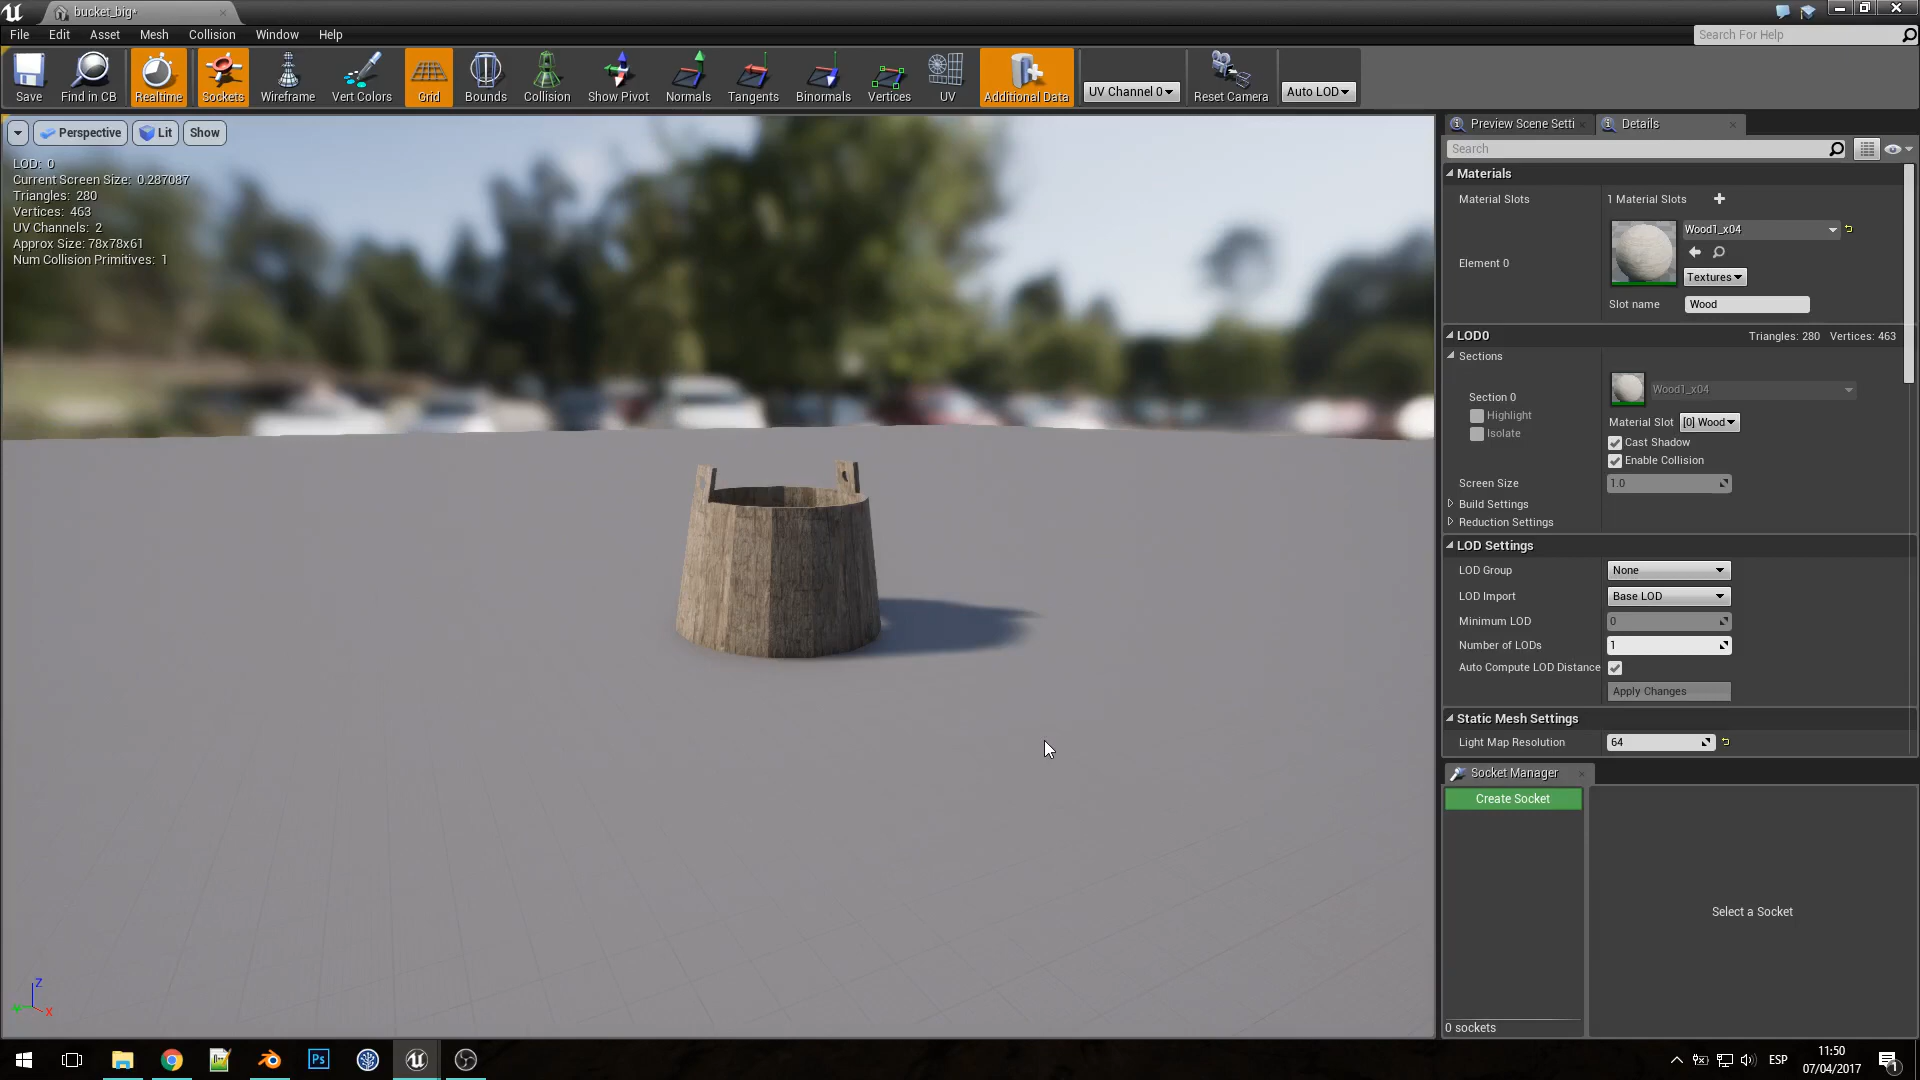 bucket_big*
File Edit Asset Mesh Collision Window Help
Search For Help
Save Find in CB Realtime Sockets Wireframe Vert Colors Grid Bounds Collision Show Pivot Normals Tangents Binormals Vertices UV Additional Data UV Channel 0 Reset Camera Auto LOD
Perspective Lit Show
LOD: 0
Current Screen Size: 0.287087
Triangles: 280
Vertices: 463
UV Channels: 2
Approx Size: 78x78x61
Num Collision Primitives: 1
Z
X
Preview Scene Setti Details
Search
Materials
Material Slots 1 Material Slots
Element 0
Wood1_x04
Textures
Slot name Wood
LOD0 Triangles: 280 Vertices: 463
Sections
Section 0
Highlight
Isolate
Wood1_x04
Material Slot [0] Wood
Cast Shadow
Enable Collision
Screen Size 1.0
Build Settings
Reduction Settings
LOD Settings
LOD Group None
LOD Import Base LOD
Minimum LOD 0
Number of LODs 1
Auto Compute LOD Distance
Apply Changes
Static Mesh Settings
Light Map Resolution 64
Socket Manager
Create Socket
Select a Socket
0 sockets
Ps
ESP
11:50
07/04/2017
1